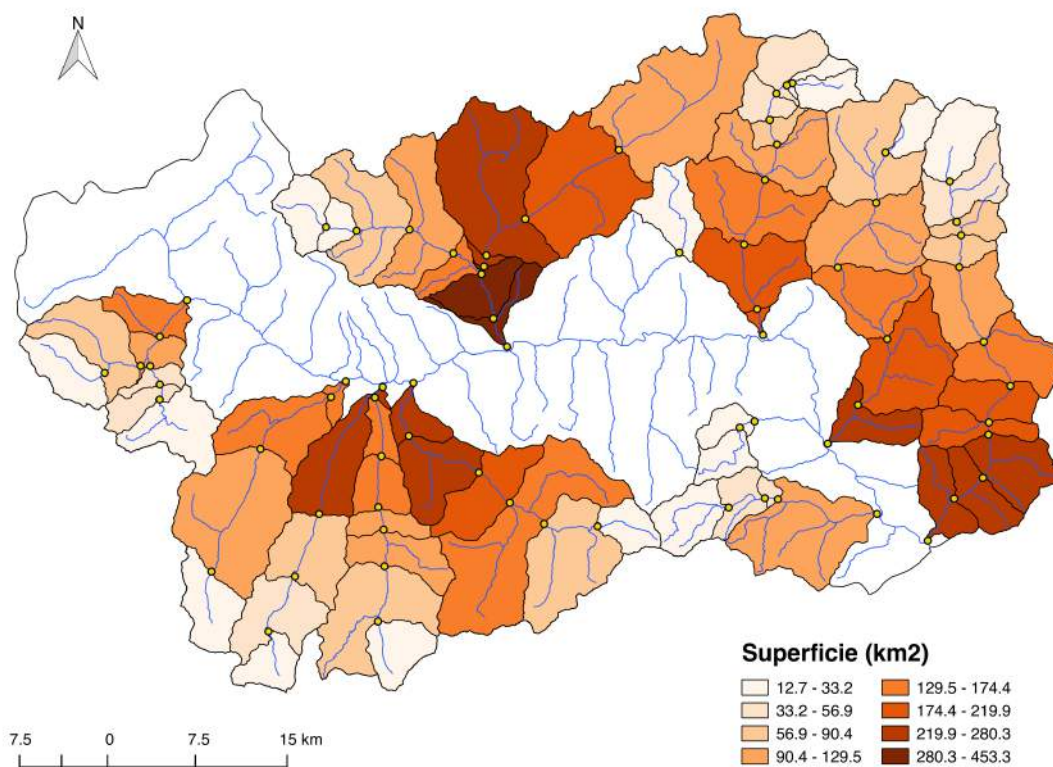 N
Superficie (km2)
12.7 - 33.2
33.2 - 56.9
56.9 - 90.4
90.4 - 129.5
129.5 - 174.4
174.4 - 219.9
219.9 - 280.3
280.3 - 453.3
7.5 0 7.5 15 km